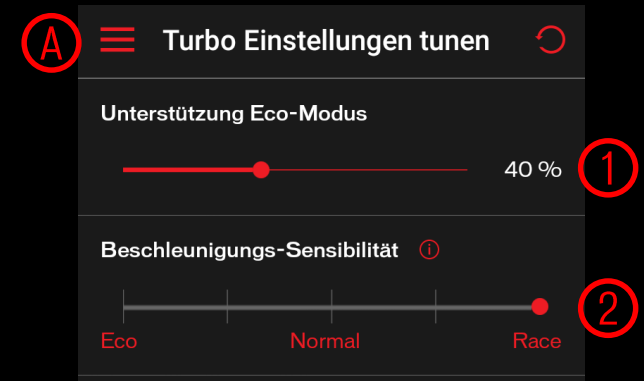 A Turbo Einstellungen tunen
Unterstützung Eco-Modus
40 % 1
Beschleunigungs-Sensibilität i
2
Eco Normal Race